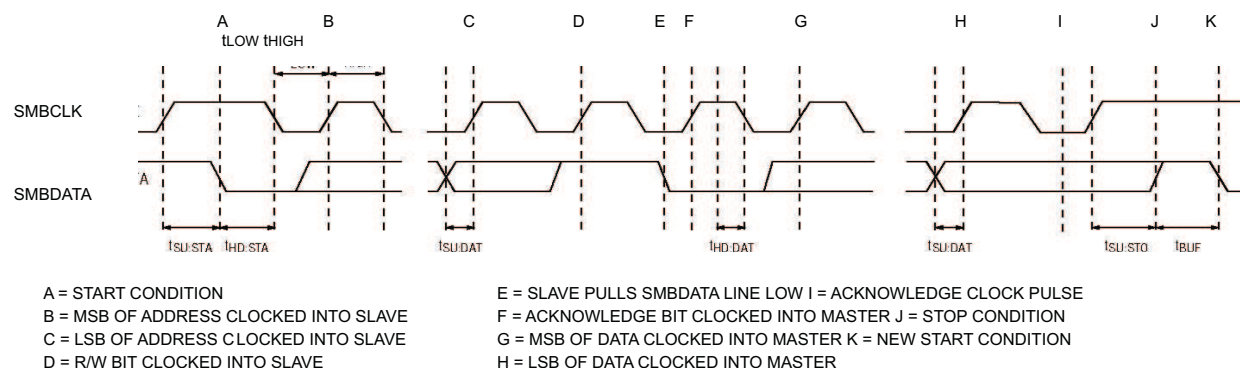 A B C D E F G H I J K
tLOW tHIGH
SMBCLK
SMBDATA
tSU:STA tHD:STA tSU:DAT tHD:DAT tSU:DAT tSU:STO tBUF
A = START CONDITION
B = MSB OF ADDRESS CLOCKED INTO SLAVE
C = LSB OF ADDRESS CLOCKED INTO SLAVE
D = R/W BIT CLOCKED INTO SLAVE
E = SLAVE PULLS SMBDATA LINE LOW I = ACKNOWLEDGE CLOCK PULSE
F = ACKNOWLEDGE BIT CLOCKED INTO MASTER J = STOP CONDITION
G = MSB OF DATA CLOCKED INTO MASTER K = NEW START CONDITION
H = LSB OF DATA CLOCKED INTO MASTER